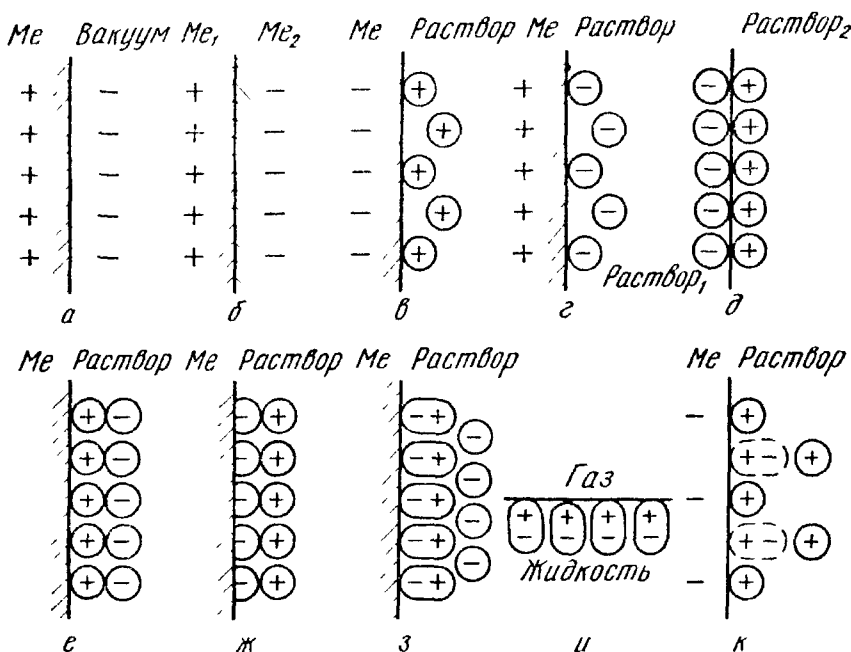 Me Вакуум Me₁ Me₂ Me Раствор Me Раствор Раствор₂
+ − + − − + + − − +
+ − + − − + + − − +
+ − + − − + + − − +
+ − + − − + + − − +
+ − + − − + + − − +
Раствор₁
а б в г д
Me Раствор Me Раствор Me Раствор Me Раствор
+ − − + − + − − +
+ − − + − + − + − +
+ − − + − + − − +
+ − − + − + − + − +
+ − − + − + − +
Газ
+ + + +
− − − −
Жидкость
е ж з и к